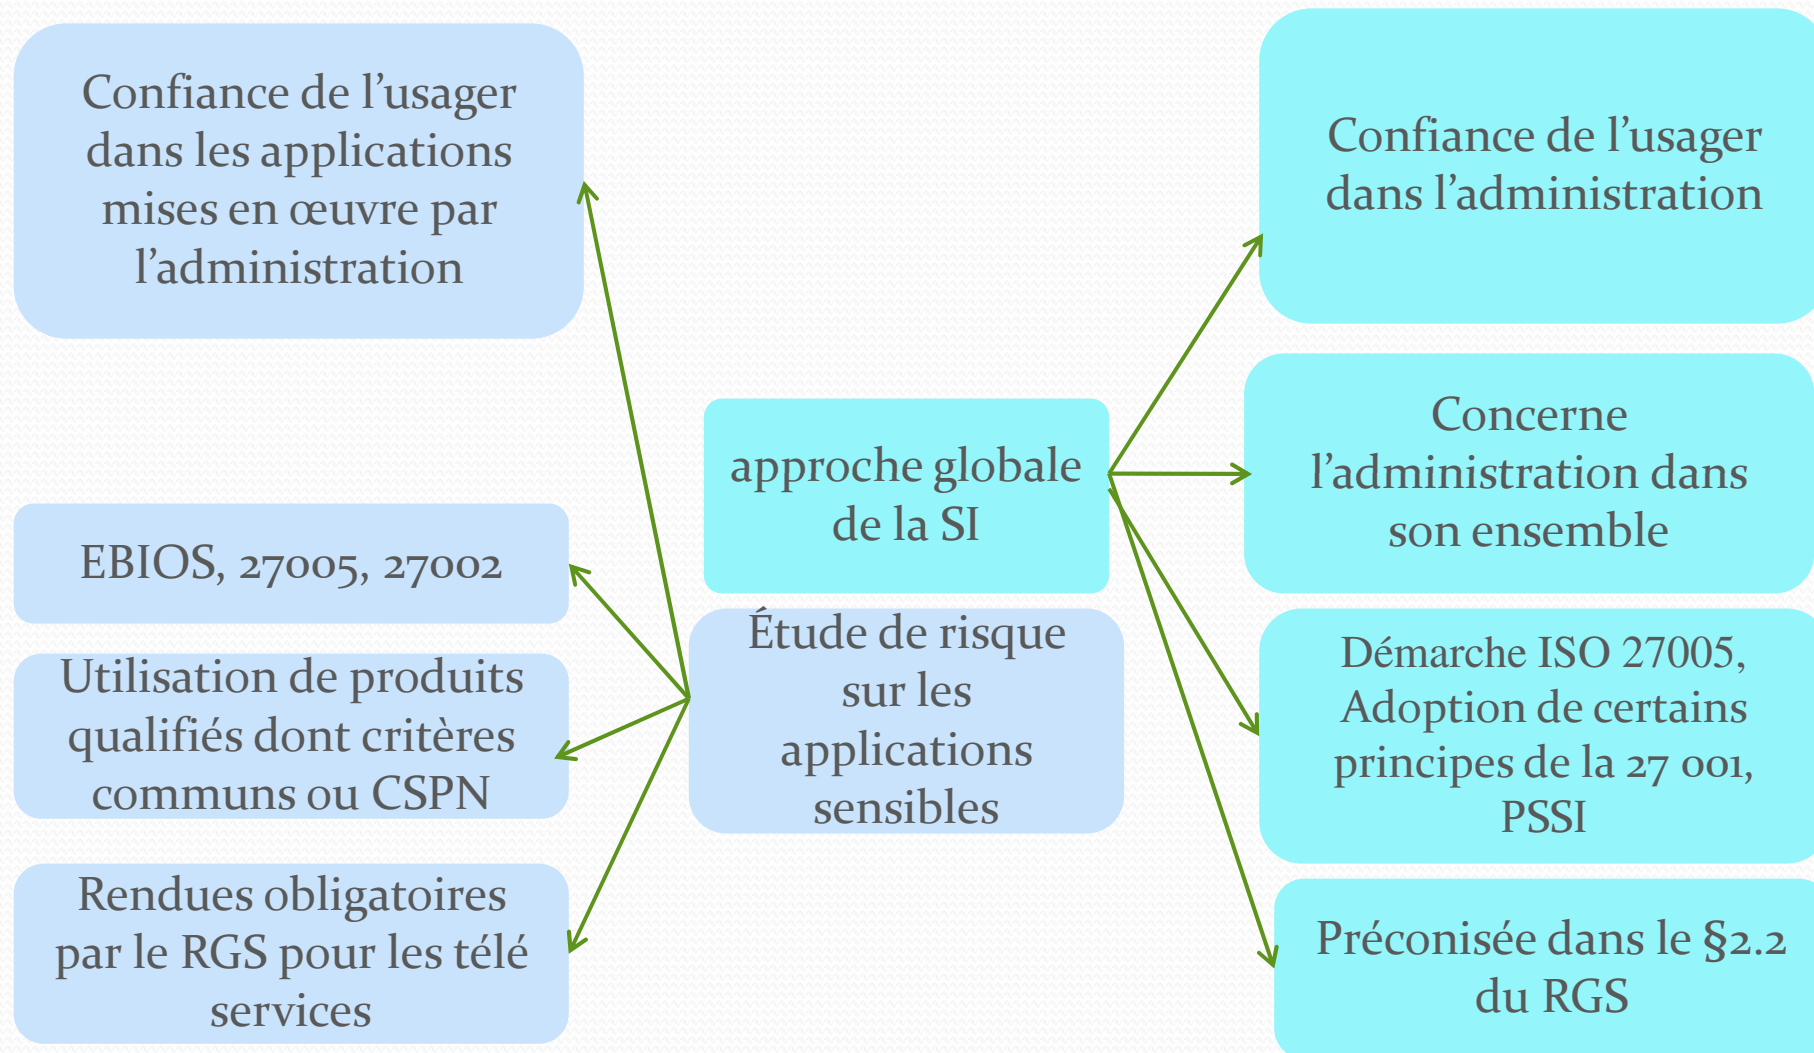 Confiance de l’usager
dans les applications
mises en œuvre par
l’administration
EBIOS, 27005, 27002
Utilisation de produits
qualifiés dont critères
communs ou CSPN
Rendues obligatoires
par le RGS pour les télé
services
approche globale
de la SI
Étude de risque
sur les
applications
sensibles
Confiance de l’usager
dans l’administration
Concerne
l’administration dans
son ensemble
Démarche ISO 27005,
Adoption de certains
principes de la 27 001,
PSSI
Préconisée dans le §2.2
du RGS